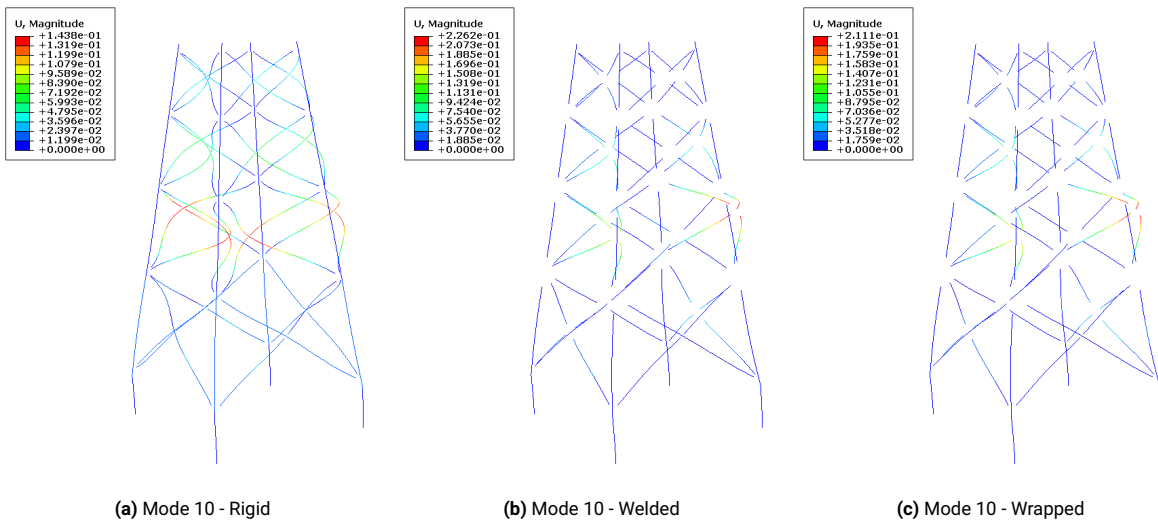 U, Magnitude
+1.438e-01
+1.319e-01
+1.199e-01
+1.079e-01
+9.589e-02
+8.390e-02
+7.192e-02
+5.993e-02
+4.795e-02
+3.596e-02
+2.397e-02
+1.199e-02
+0.000e+00
U, Magnitude
+2.262e-01
+2.073e-01
+1.885e-01
+1.696e-01
+1.508e-01
+1.319e-01
+1.131e-01
+9.424e-02
+7.540e-02
+5.655e-02
+3.770e-02
+1.885e-02
+0.000e+00
U, Magnitude
+2.111e-01
+1.935e-01
+1.759e-01
+1.583e-01
+1.407e-01
+1.231e-01
+1.055e-01
+8.795e-02
+7.036e-02
+5.277e-02
+3.518e-02
+1.759e-02
+0.000e+00
(a) Mode 10 - Rigid
(b) Mode 10 - Welded
(c) Mode 10 - Wrapped